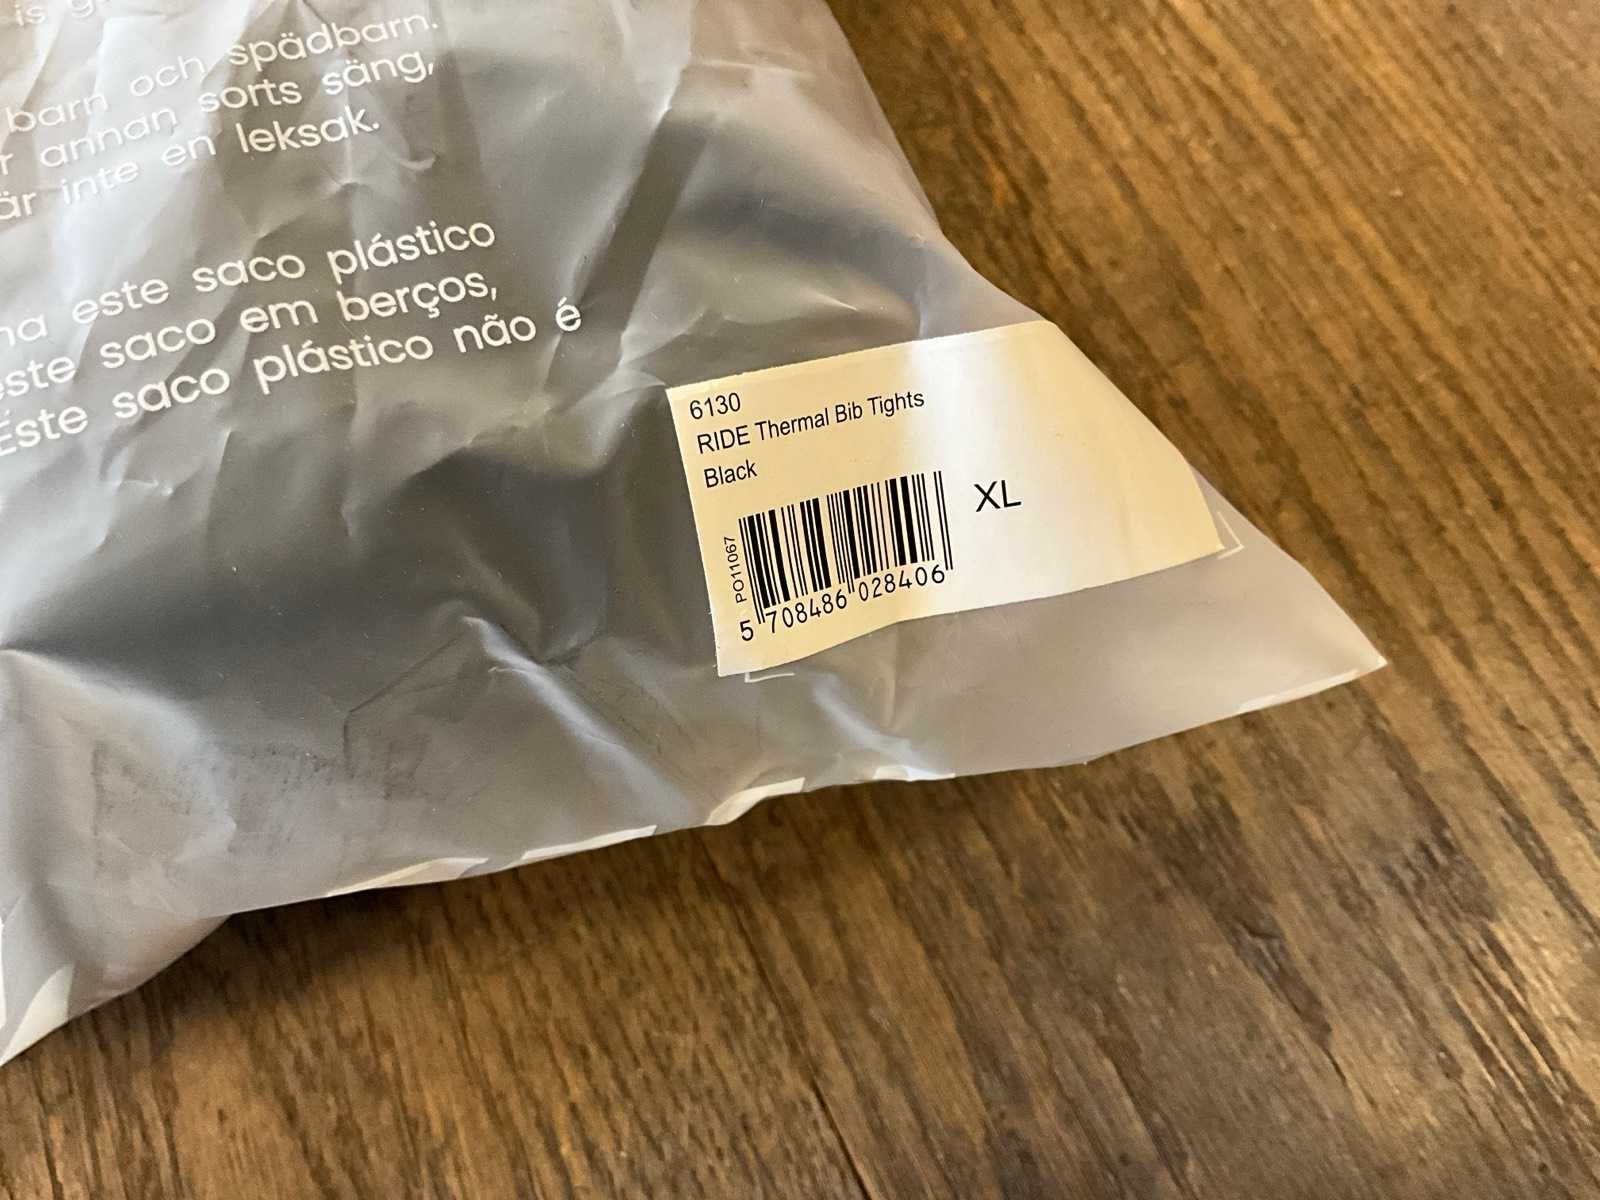 is
barn och spädbarn.
annan sorts säng,
är inte en leksak.
este saco plástico
este saco em berços,
Este saco plástico não é
6130
RIDE Thermal Bib Tights
Black
XL
PO11067
5 708486 028406